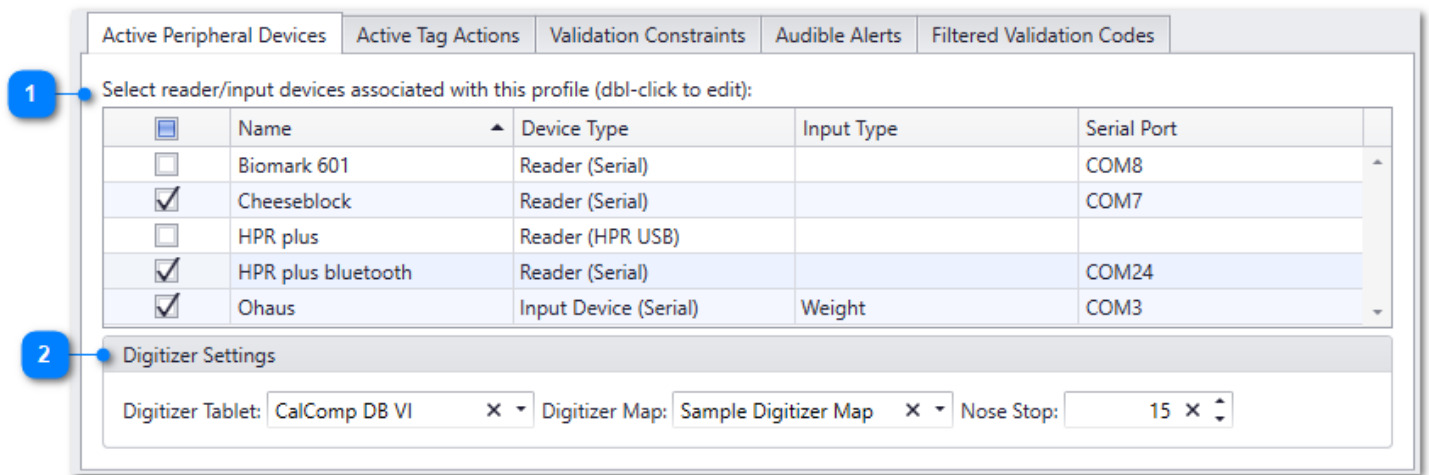 Active Peripheral Devices Active Tag Actions Validation Constraints Audible Alerts Filtered Validation Codes
1 Select reader/input devices associated with this profile (dbl-click to edit):
Name Device Type Input Type Serial Port
Biomark 601 Reader (Serial) COM8
Cheeseblock Reader (Serial) COM7
HPR plus Reader (HPR USB)
HPR plus bluetooth Reader (Serial) COM24
Ohaus Input Device (Serial) Weight COM3
2 Digitizer Settings
Digitizer Tablet: CalComp DB VI Digitizer Map: Sample Digitizer Map Nose Stop: 15